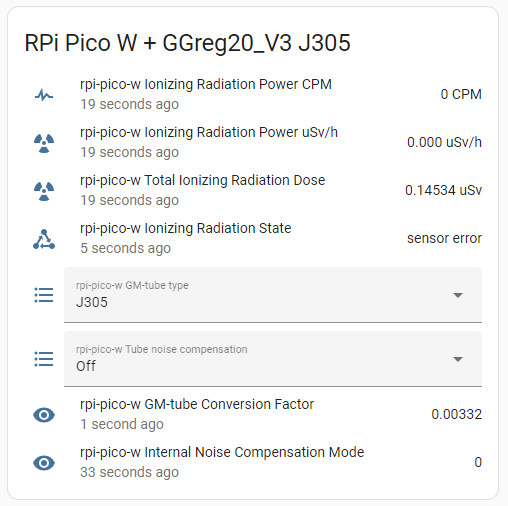 RPi Pico W + GGreg20_V3 J305
rpi-pico-w Ionizing Radiation Power CPM
19 seconds ago
0 CPM
rpi-pico-w Ionizing Radiation Power uSv/h
19 seconds ago
0.000 uSv/h
rpi-pico-w Total Ionizing Radiation Dose
19 seconds ago
0.14534 uSv
rpi-pico-w Ionizing Radiation State
5 seconds ago
sensor error
rpi-pico-w GM-tube type
J305
rpi-pico-w Tube noise compensation
Off
rpi-pico-w GM-tube Conversion Factor
1 second ago
0.00332
rpi-pico-w Internal Noise Compensation Mode
33 seconds ago
0